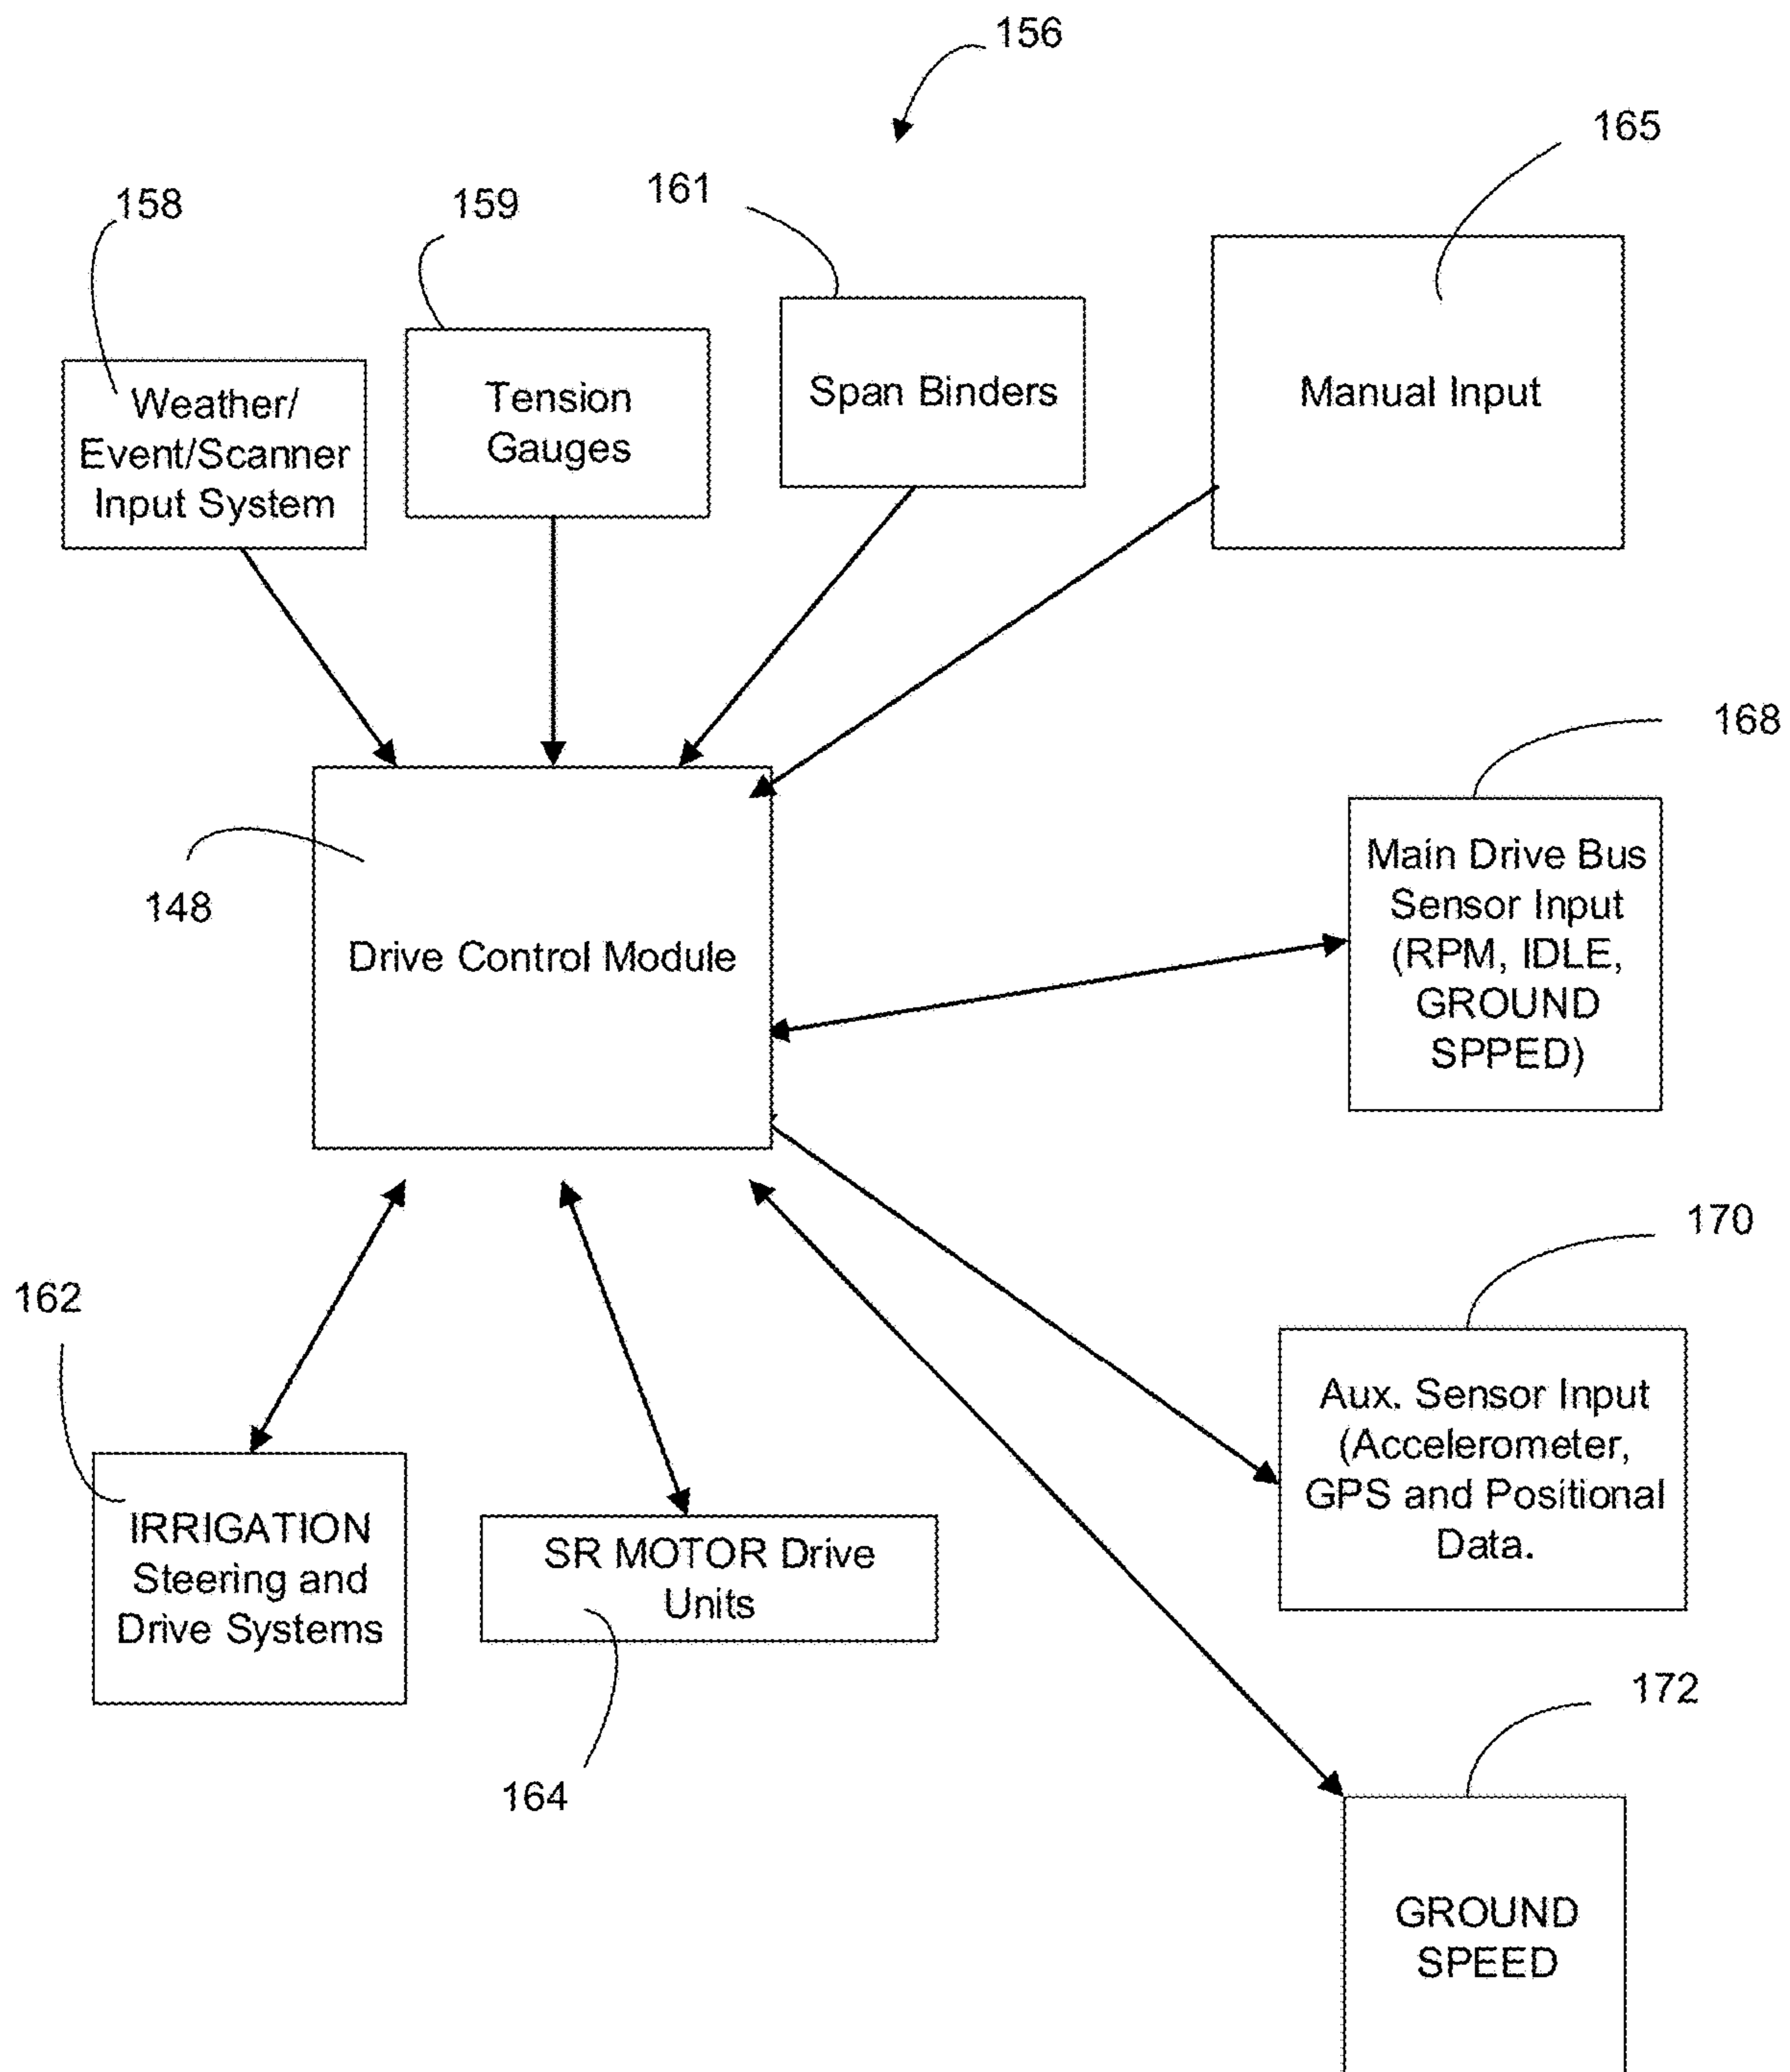 156
165
158
159
161
Weather/
Event/Scanner
Input System
Tension
Gauges
Span Binders
Manual Input
168
148
Drive Control Module
Main Drive Bus
Sensor Input
(RPM, IDLE,
GROUND
SPPED)
170
162
Aux. Sensor Input
(Accelerometer,
GPS and Positional
Data.
IRRIGATION
Steering and
Drive Systems
SR MOTOR Drive
Units
164
172
GROUND
SPEED